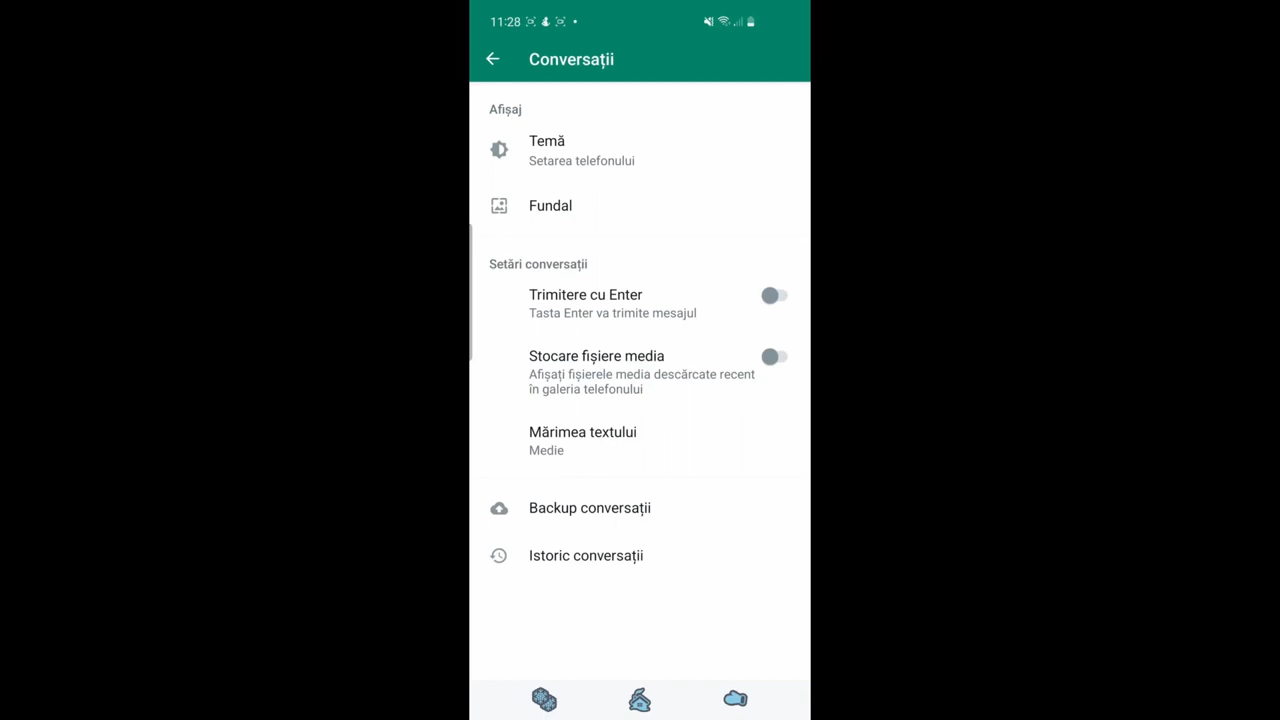 11:28
Conversații
Afișaj
Temă
Setarea telefonului
Fundal
Setări conversații
Trimitere cu Enter
Tasta Enter va trimite mesajul
Stocare fișiere media
Afișați fișierele media descărcate recent
în galeria telefonului
Mărimea textului
Medie
Backup conversații
Istoric conversații